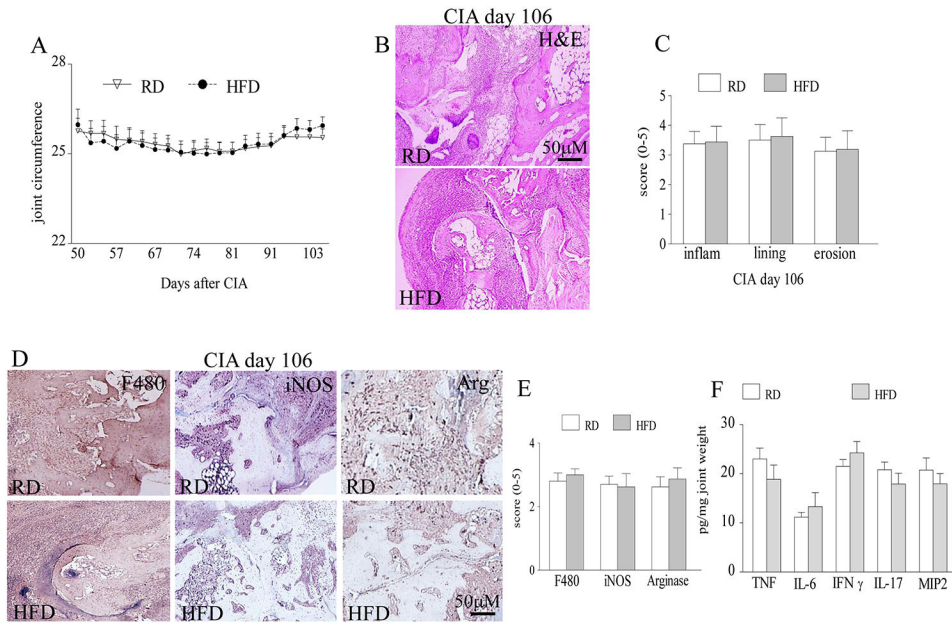 A
28
RD
HFD
25
22
joint circumference
50
57
67
74
81
91
103
Days after CIA
CIA day 106
B
H&E
RD
50μM
HFD
C
RD
HFD
5
4
3
2
1
0
score (0-5)
inflam
lining
erosion
CIA day 106
D
CIA day 106
F480
iNOS
Arg
RD
RD
RD
HFD
HFD
HFD
50μM
E
RD
HFD
4
2
0
score (0-5)
F480
iNOS
Arginase
F
RD
HFD
30
20
10
0
pg/mg joint weight
TNF
IL-6
IFN γ
IL-17
MIP2